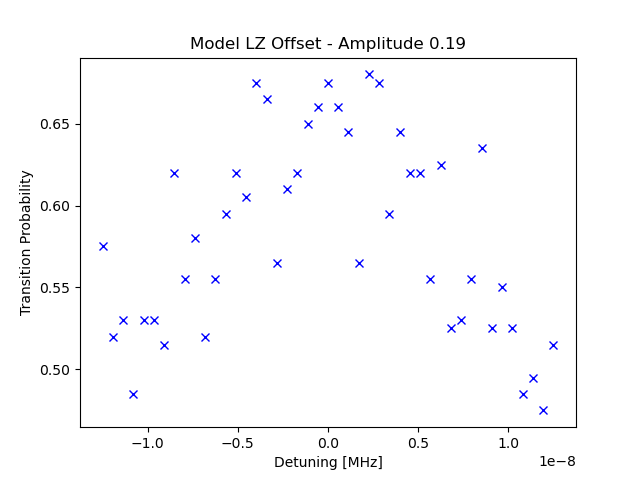 Model LZ Offset - Amplitude 0.19
Transition Probability
0.65
0.60
0.55
0.50
−1.0 −0.5 0.0 0.5 1.0
1e−8
Detuning [MHz]